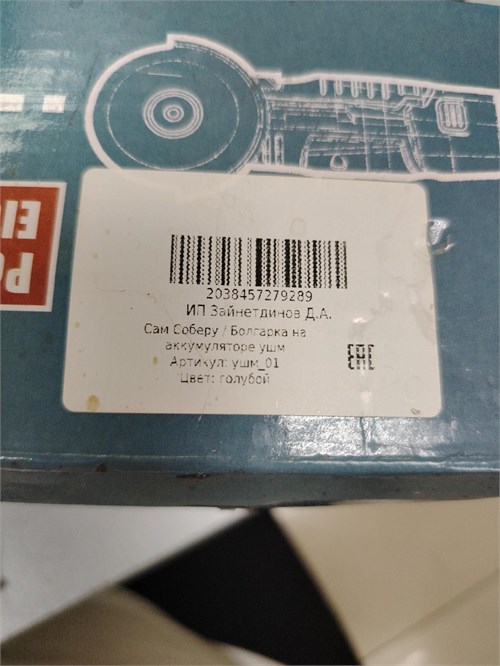 2038457279289
ИП Зайнетдинов Д.А.
Сам Соберу / Болгарка на
аккумуляторе ушм
Артикул: ушм_01
Цвет: голубой
EAC